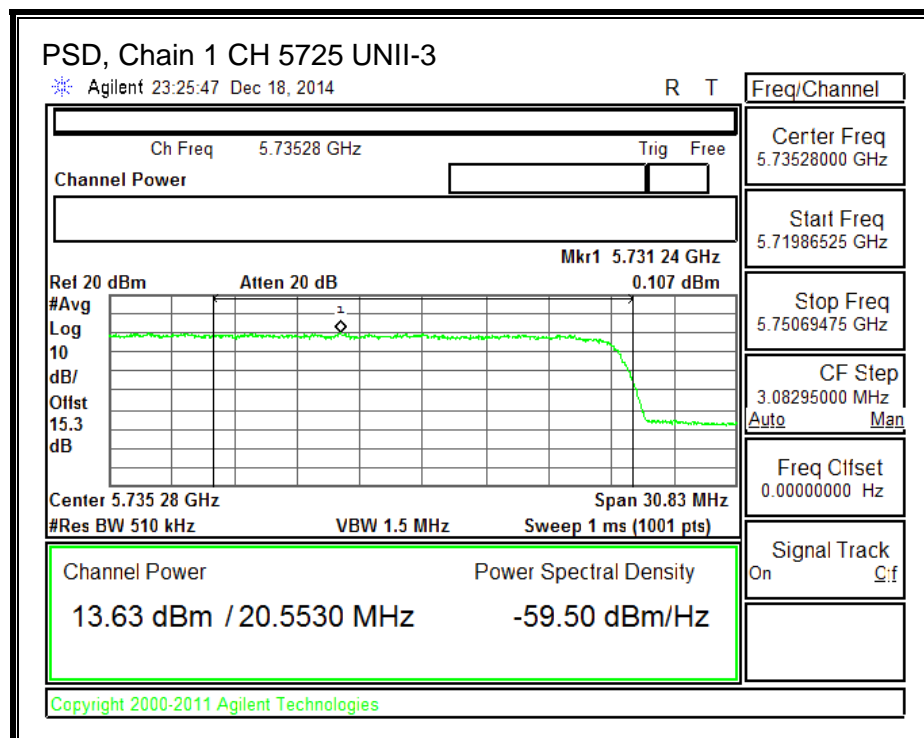 PSD, Chain 1 CH 5725 UNII-3
Agilent 23:25:47 Dec 18, 2014 R T
Freq/Channel
Ch Freq 5.73528 GHz Trig Free
Channel Power
Mkr1 5.731 24 GHz
Ref 20 dBm Atten 20 dB 0.107 dBm
#Avg
Log
10
dB/
Offst
15.3
dB
1
Center 5.735 28 GHz Span 30.83 MHz
#Res BW 510 kHz VBW 1.5 MHz Sweep 1 ms (1001 pts)
Channel Power Power Spectral Density
13.63 dBm / 20.5530 MHz -59.50 dBm/Hz
Copyright 2000-2011 Agilent Technologies
Center Freq
5.73528000 GHz
Start Freq
5.71986525 GHz
Stop Freq
5.75069475 GHz
CF Step
3.08295000 MHz
Auto Man
Freq Offset
0.00000000 Hz
Signal Track
On Off